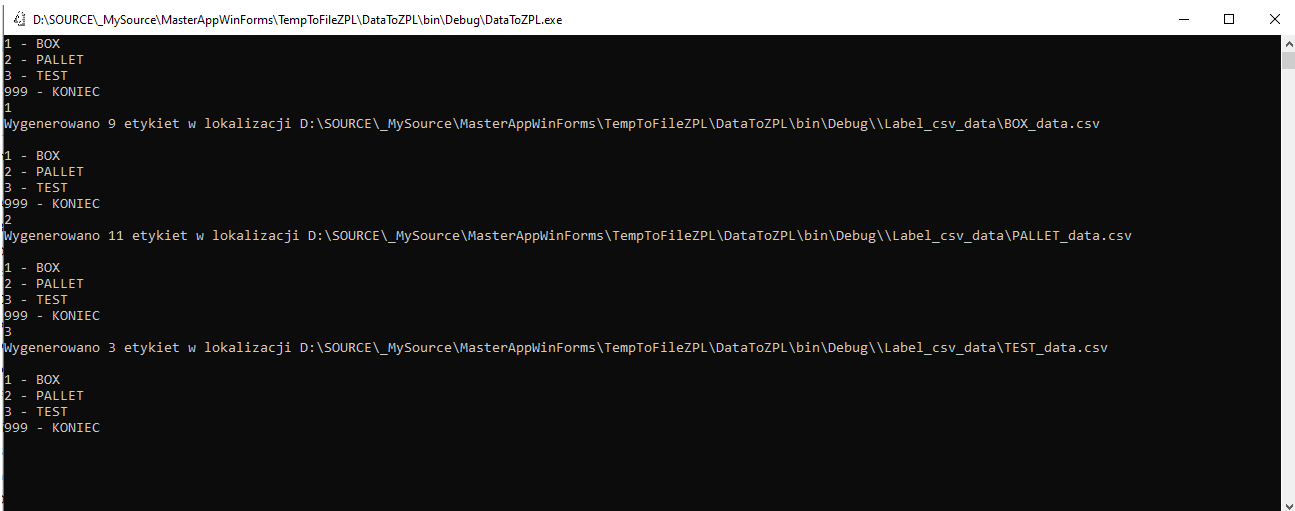 D:\SOURCE\_MySource\MasterAppWinForms\TempToFileZPL\DataToZPL\bin\Debug\DataToZPL.exe
1 - BOX
2 - PALLET
3 - TEST
999 - KONIEC
1
Wygenerowano 9 etykiet w lokalizacji D:\SOURCE\_MySource\MasterAppWinForms\TempToFileZPL\DataToZPL\bin\Debug\\Label_csv_data\BOX_data.csv
1 - BOX
2 - PALLET
3 - TEST
999 - KONIEC
2
Wygenerowano 11 etykiet w lokalizacji D:\SOURCE\_MySource\MasterAppWinForms\TempToFileZPL\DataToZPL\bin\Debug\\Label_csv_data\PALLET_data.csv
1 - BOX
2 - PALLET
3 - TEST
999 - KONIEC
3
Wygenerowano 3 etykiet w lokalizacji D:\SOURCE\_MySource\MasterAppWinForms\TempToFileZPL\DataToZPL\bin\Debug\\Label_csv_data\TEST_data.csv
1 - BOX
2 - PALLET
3 - TEST
999 - KONIEC